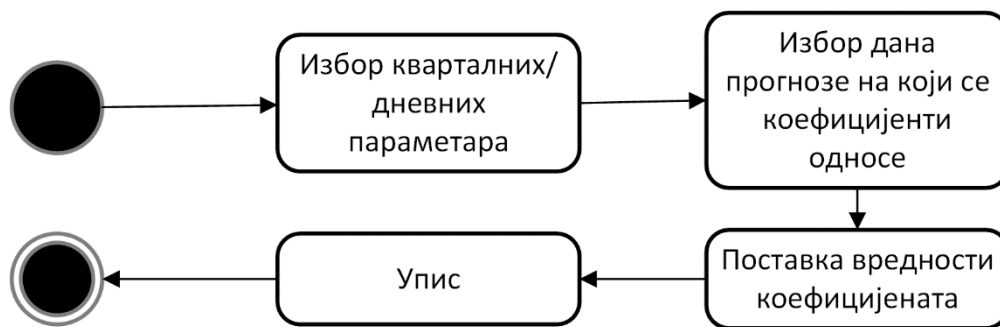 Избор кварталних/
дневних
параметара
Избор дана
прогнозе на који се
коефицијенти
односе
Поставка вредности
коефицијената
Упис